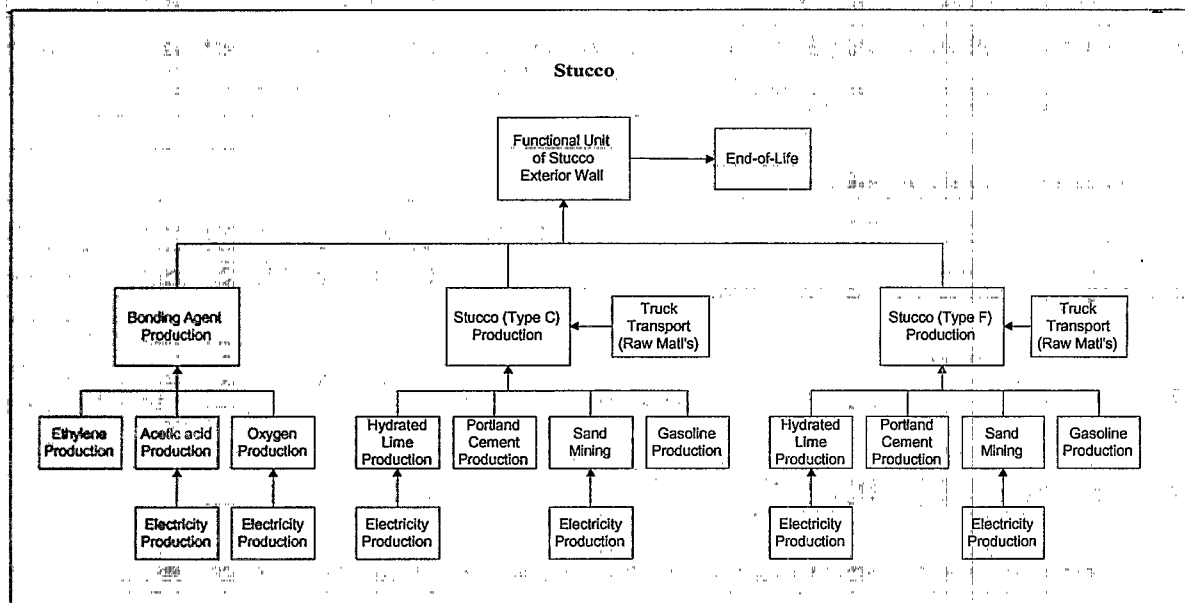 Stucco
Functional Unit
of Stucco
Exterior Wall
End-of-Life
Bonding Agent
Production
Stucco (Type C)
Production
Truck
Transport
(Raw Matl's)
Stucco (Type F)
Production
Truck
Transport
(Raw Matl's)
Ethylene
Production
Acetic acid
Production
Oxygen
Production
Hydrated
Lime
Production
Portland
Cement
Production
Sand
Mining
Gasoline
Production
Hydrated
Lime
Production
Portland
Cement
Production
Sand
Mining
Gasoline
Production
Electricity
Production
Electricity
Production
Electricity
Production
Electricity
Production
Electricity
Production
Electricity
Production